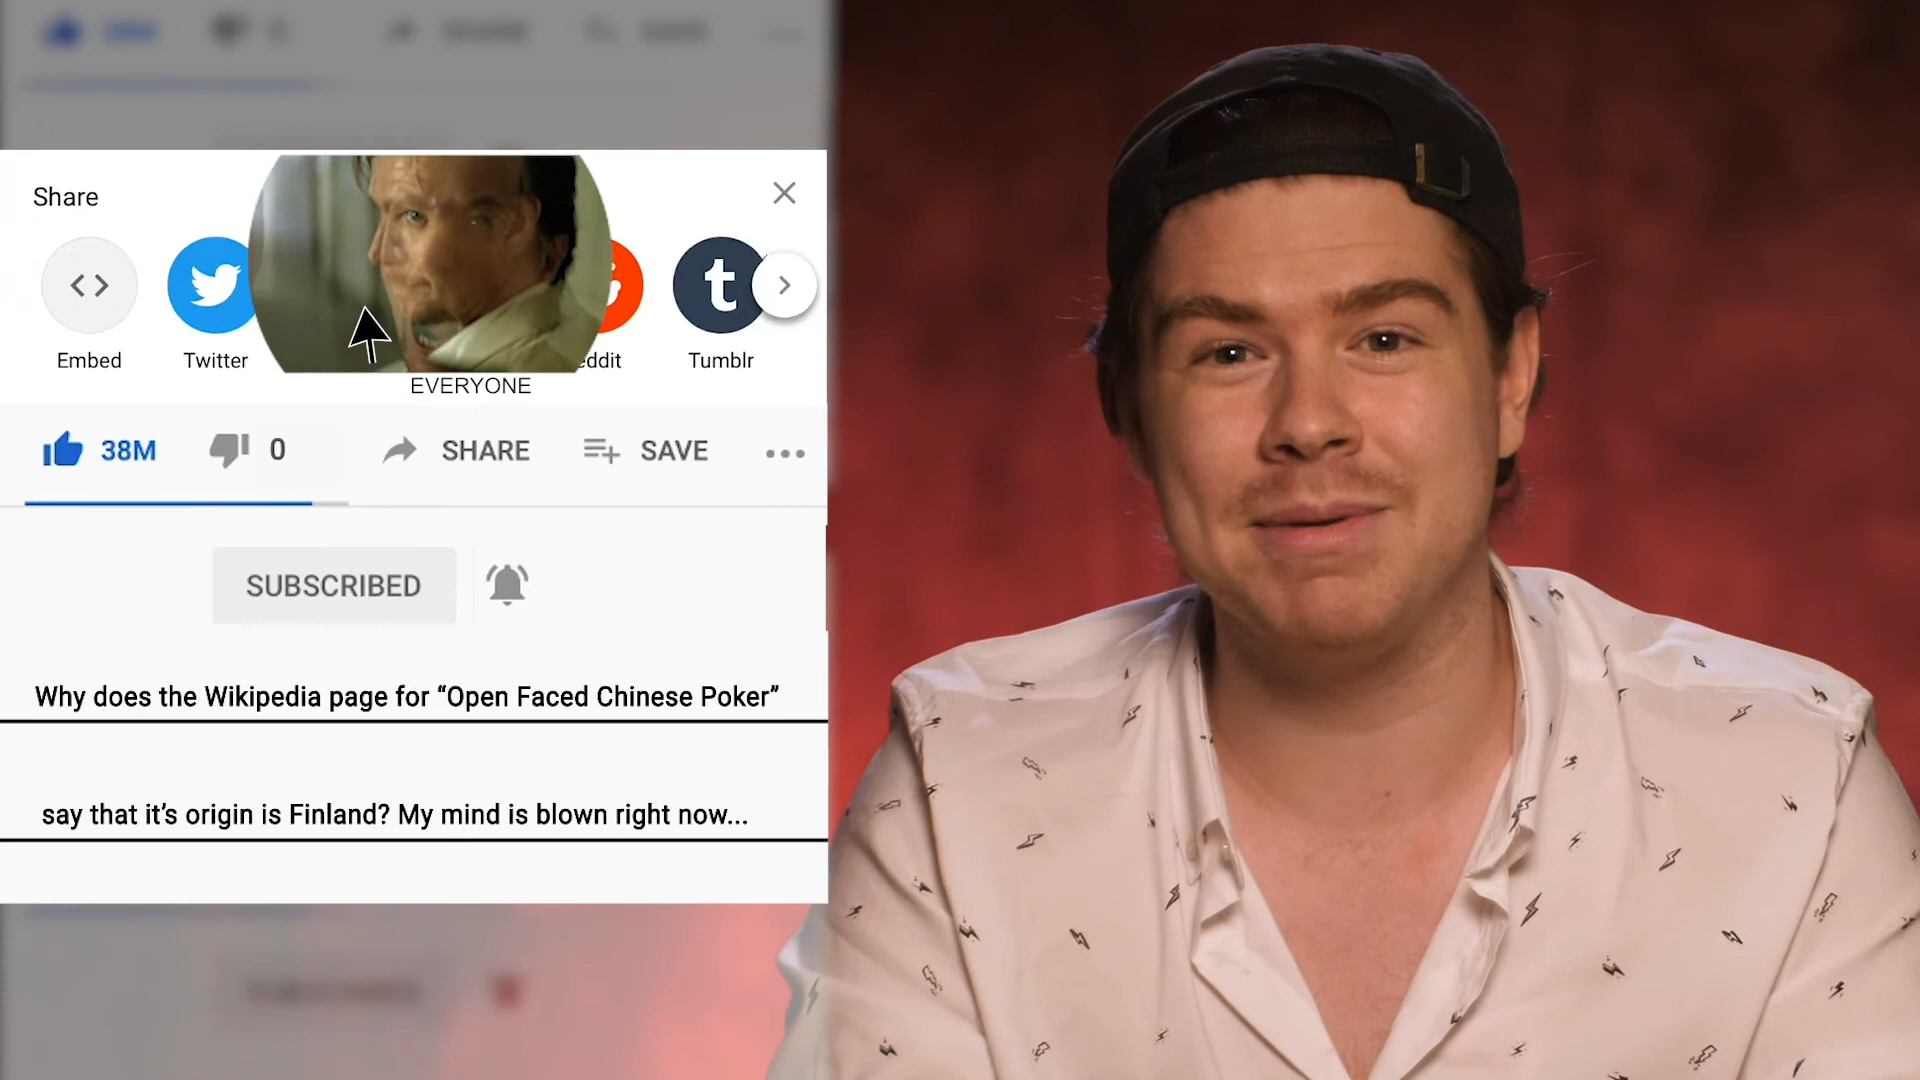 Share
Embed
Twitter
eddit
Tumblr
EVERYONE
38M
0
SHARE
SAVE
SUBSCRIBED
Why does the Wikipedia page for “Open Faced Chinese Poker”
say that it’s origin is Finland? My mind is blown right now...